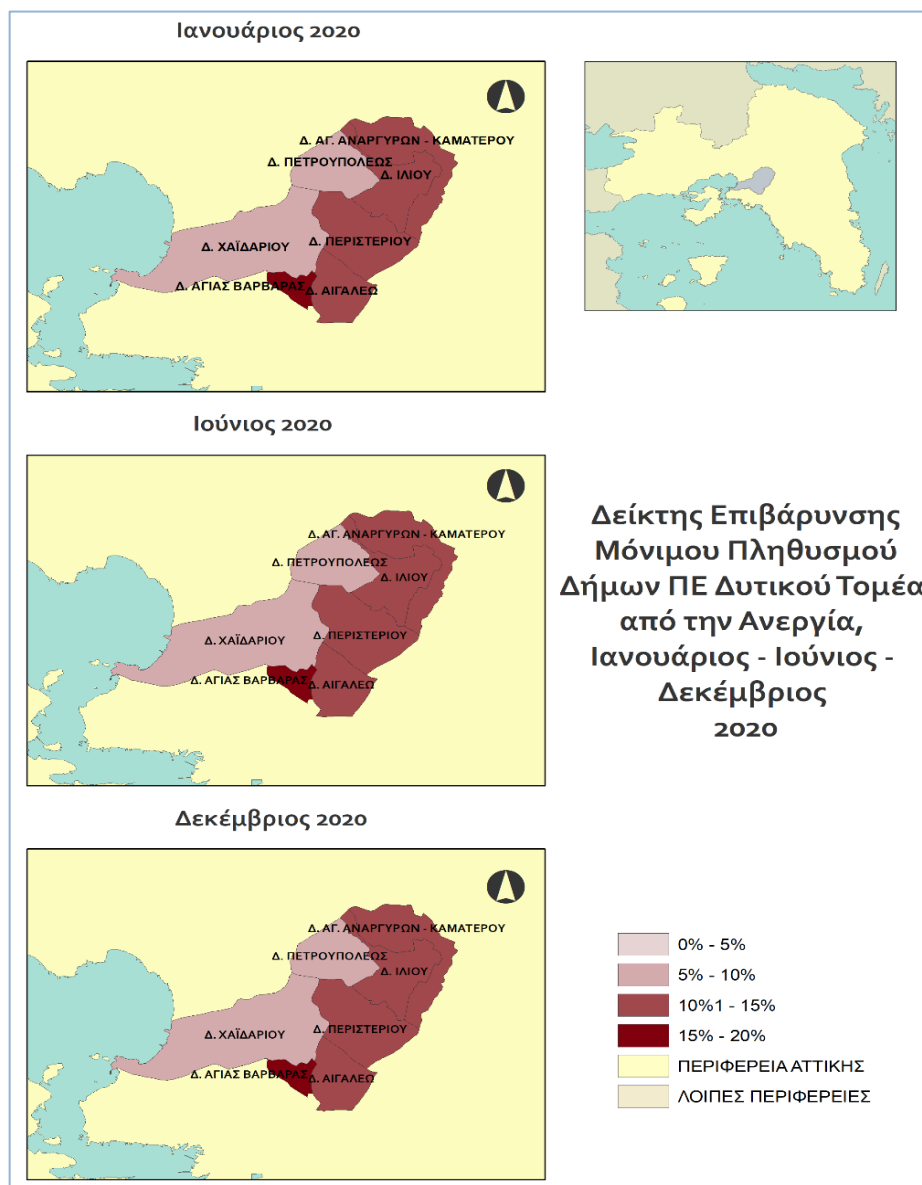 Ιανουάριος 2020
Δ. ΑΓ. ΑΝΑΡΓΥΡΩΝ - ΚΑΜΑΤΕΡΟΥ
Δ. ΠΕΤΡΟΥΠΟΛΕΩΣ
Δ. ΙΛΙΟΥ
Δ. ΧΑΪΔΑΡΙΟΥ
Δ. ΠΕΡΙΣΤΕΡΙΟΥ
Δ. ΑΓΙΑΣ ΒΑΡΒΑΡΑΣ
Δ. ΑΙΓΑΛΕΩ
Ιούνιος 2020
Δ. ΑΓ. ΑΝΑΡΓΥΡΩΝ - ΚΑΜΑΤΕΡΟΥ
Δ. ΠΕΤΡΟΥΠΟΛΕΩΣ
Δ. ΙΛΙΟΥ
Δ. ΧΑΪΔΑΡΙΟΥ
Δ. ΠΕΡΙΣΤΕΡΙΟΥ
Δ. ΑΓΙΑΣ ΒΑΡΒΑΡΑΣ
Δ. ΑΙΓΑΛΕΩ
Δείκτης Επιβάρυνσης
Μόνιμου Πληθυσμού
Δήμων ΠΕ Δυτικού Τομέα
από την Ανεργία,
Ιανουάριος - Ιούνιος -
Δεκέμβριος
2020
Δεκέμβριος 2020
Δ. ΑΓ. ΑΝΑΡΓΥΡΩΝ - ΚΑΜΑΤΕΡΟΥ
Δ. ΠΕΤΡΟΥΠΟΛΕΩΣ
Δ. ΙΛΙΟΥ
Δ. ΧΑΪΔΑΡΙΟΥ
Δ. ΠΕΡΙΣΤΕΡΙΟΥ
Δ. ΑΓΙΑΣ ΒΑΡΒΑΡΑΣ
Δ. ΑΙΓΑΛΕΩ
0% - 5%
5% - 10%
10%1 - 15%
15% - 20%
ΠΕΡΙΦΕΡΕΙΑ ΑΤΤΙΚΗΣ
ΛΟΙΠΕΣ ΠΕΡΙΦΕΡΕΙΕΣ